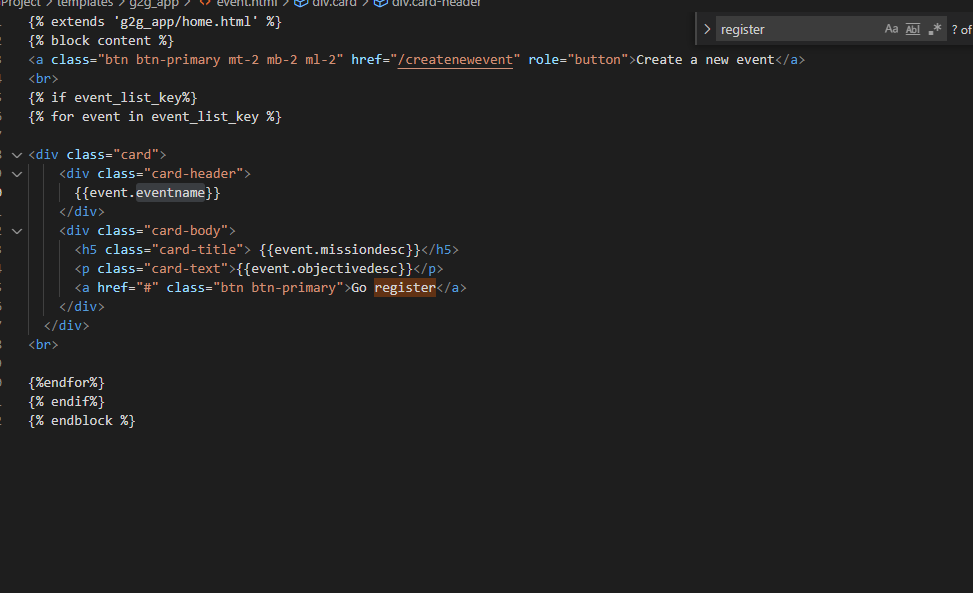 Project > templates > g2g_app > <> event.html > div.card > div.card-header
{% extends 'g2g_app/home.html' %}
{% block content %}
<a class="btn btn-primary mt-2 mb-2 ml-2" href="/createnewevent" role="button">Create a new event</a>
<br>
{% if event_list_key%}
{% for event in event_list_key %}
<div class="card">
<div class="card-header">
{{event.eventname}}
</div>
<div class="card-body">
<h5 class="card-title"> {{event.missiondesc}}</h5>
<p class="card-text">{{event.objectivedesc}}</p>
<a href="#" class="btn btn-primary">Go register</a>
</div>
</div>
<br>
{%endfor%}
{% endif%}
{% endblock %}
register Aa Abl .* ? of